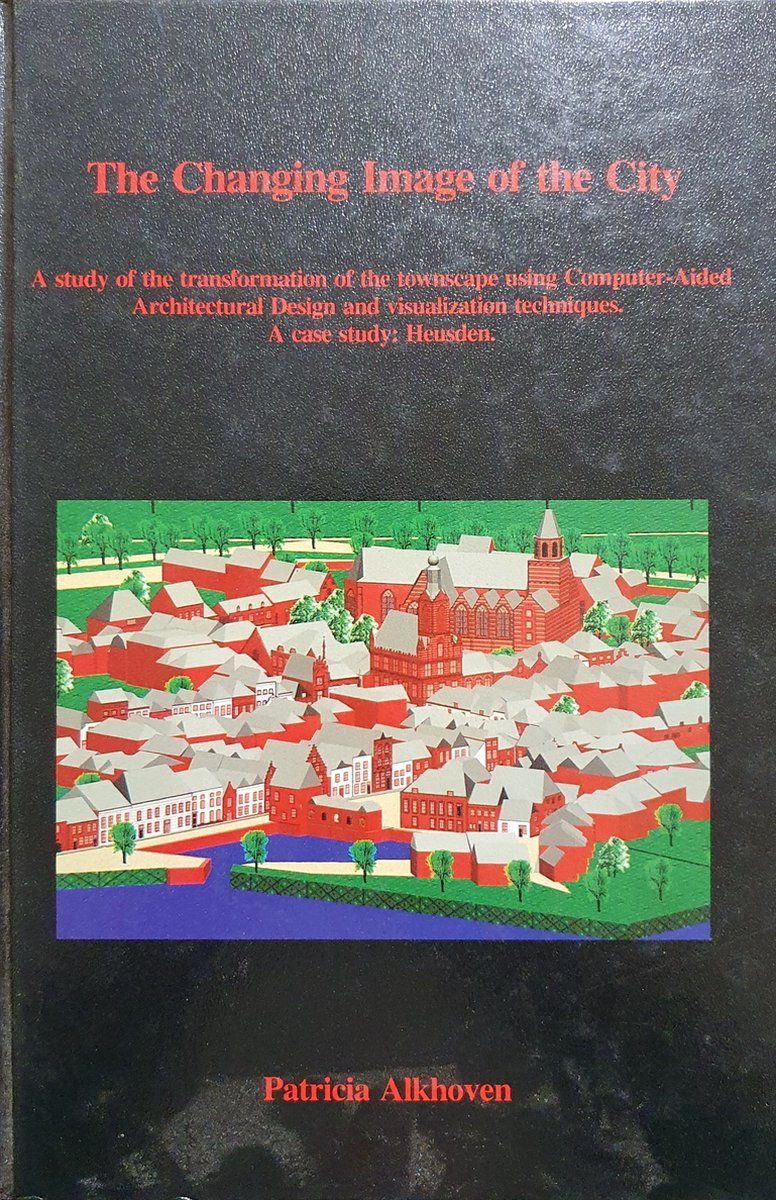 The Changing Image of the City
A study of the transformation of the townscape using Computer-Aided
Architectural Design and visualization techniques.
A case study: Heusden.
Patricia Alkhoven